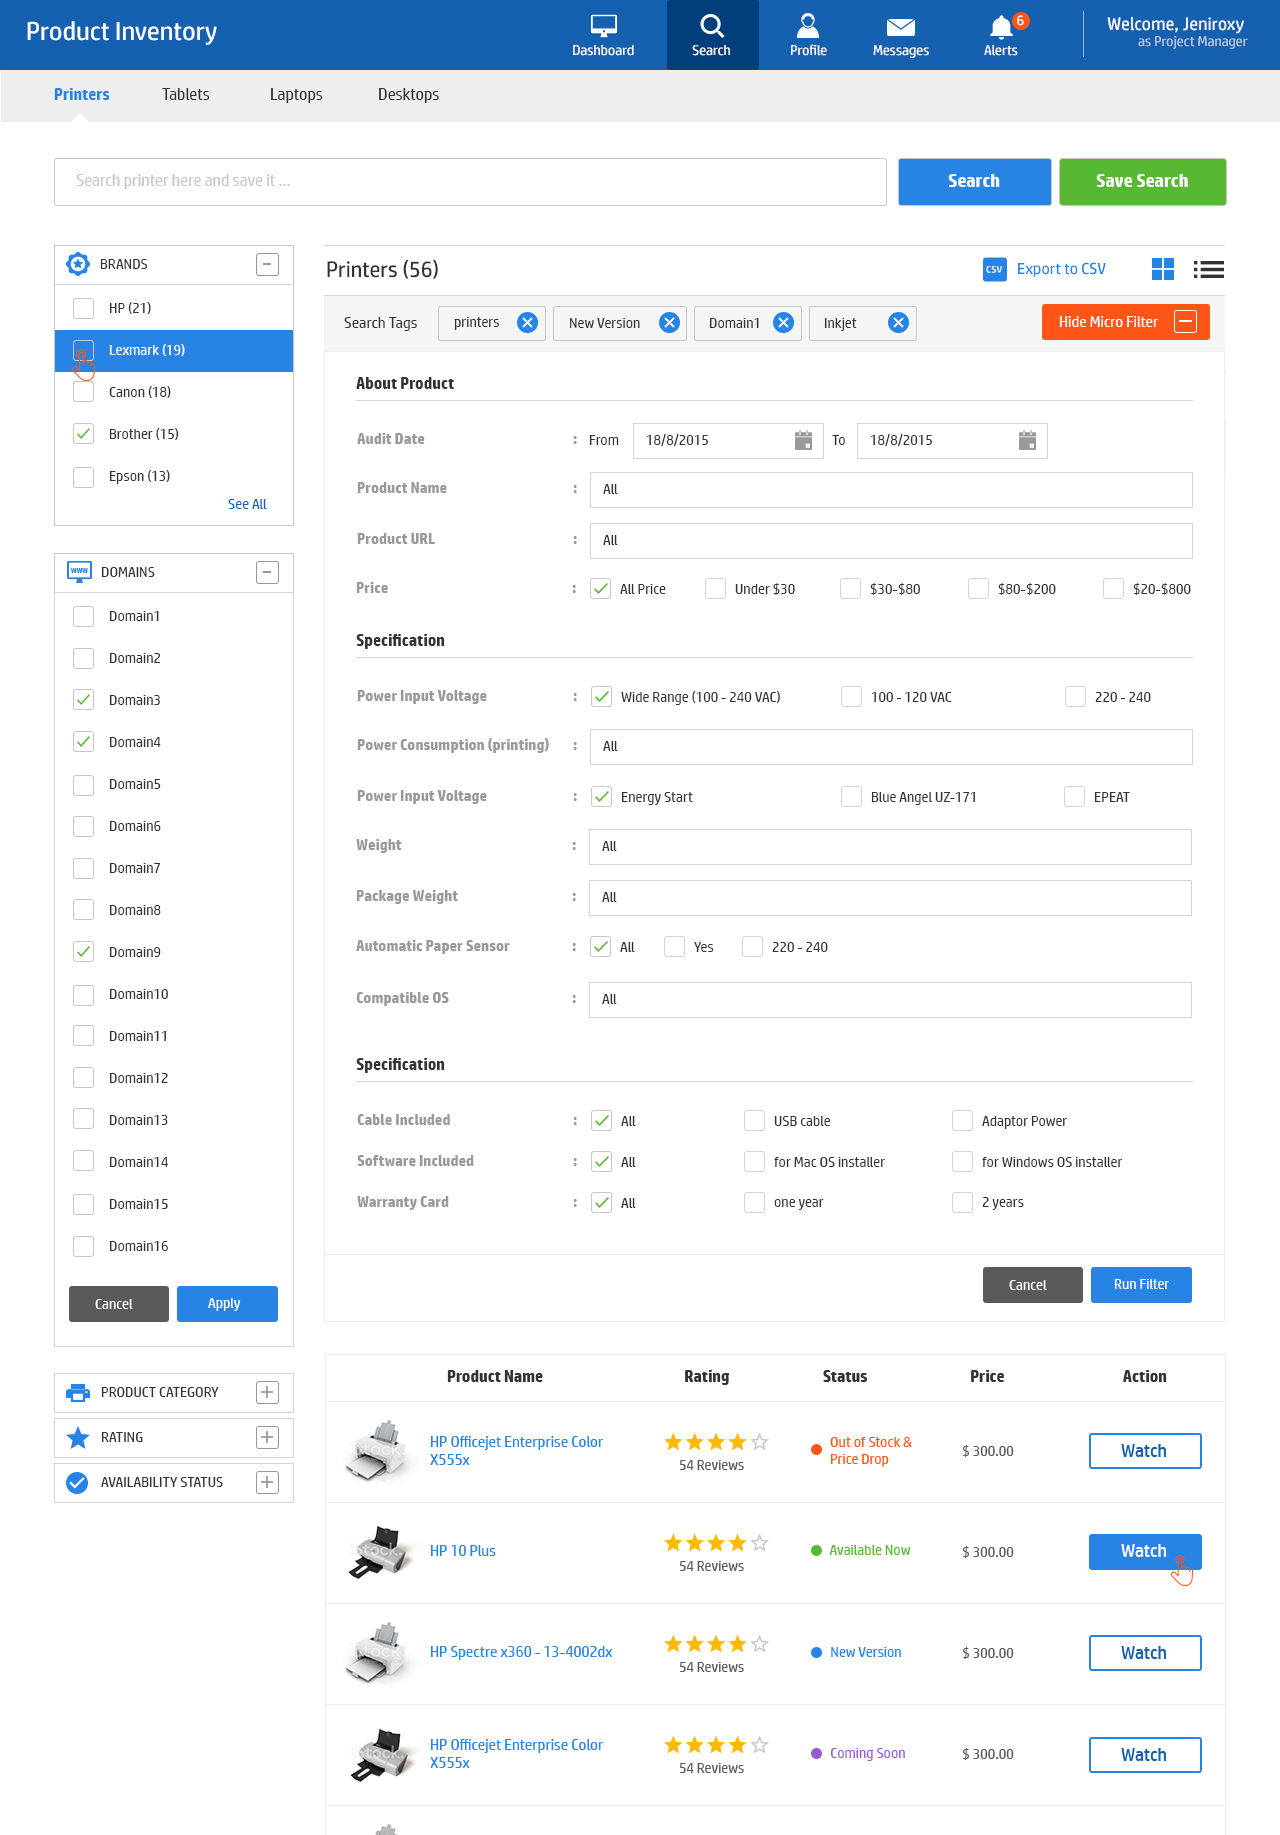 Product Inventory
Dashboard
Search
Profile
Messages
6
Alerts
Welcome, Jeniroxy
as Project Manager
Printers
Tablets
Laptops
Desktops
Search printer here and save it ...
Search
Save Search
BRANDS
HP (21)
Lexmark (19)
Canon (18)
Brother (15)
Epson (13)
See All
WWW
DOMAINS
Domain1
Domain2
Domain3
Domain4
Domain5
Domain6
Domain7
Domain8
Domain9
Domain10
Domain11
Domain12
Domain13
Domain14
Domain15
Domain16
Cancel
Apply
PRODUCT CATEGORY
RATING
AVAILABILITY STATUS
Printers (56)
CSV
Export to CSV
Search Tags
printers
New Version
Domain1
Inkjet
Hide Micro Filter
About Product
Audit Date : From 18/8/2015 To 18/8/2015
Product Name : All
Product URL : All
Price : All Price Under $30 $30-$80 $80-$200 $20-$800
Specification
Power Input Voltage : Wide Range (100 - 240 VAC) 100 - 120 VAC 220 - 240
Power Consumption (printing) : All
Power Input Voltage : Energy Start Blue Angel UZ-171 EPEAT
Weight : All
Package Weight : All
Automatic Paper Sensor : All Yes 220 - 240
Compatible OS : All
Specification
Cable Included : All USB cable Adaptor Power
Software Included : All for Mac OS installer for Windows OS installer
Warranty Card : All one year 2 years
Cancel
Run Filter
Product Name Rating Status Price Action
HP Officejet Enterprise Color
X555x
54 Reviews
Out of Stock &
Price Drop
$ 300.00
Watch
HP 10 Plus
54 Reviews
Available Now
$ 300.00
Watch
HP Spectre x360 - 13-4002dx
54 Reviews
New Version
$ 300.00
Watch
HP Officejet Enterprise Color
X555x
54 Reviews
Coming Soon
$ 300.00
Watch